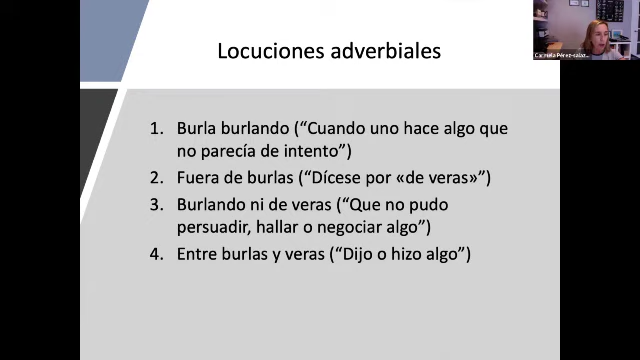 Locuciones adverbiales
1. Burla burlando (“Cuando uno hace algo que
no parecía de intento”)
2. Fuera de burlas (“Dícese por «de veras»”)
3. Burlando ni de veras (“Que no pudo
persuadir, hallar o negociar algo”)
4. Entre burlas y veras (“Dijo o hizo algo”)